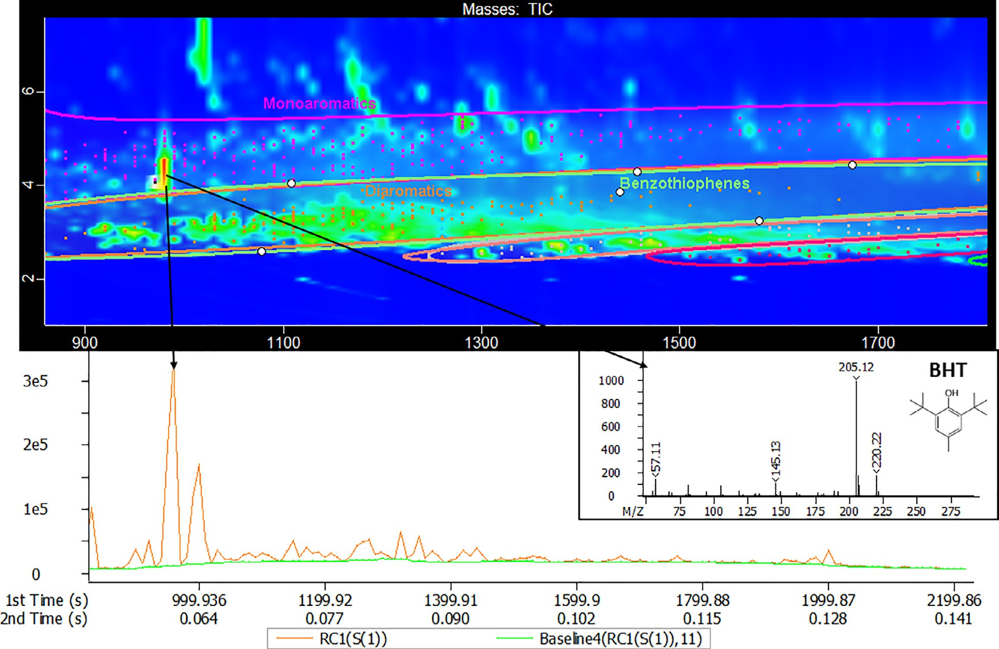 Masses: TIC
6
Monoaromatics
4
Benzothiophenes
Diaromatics
2
900 1100 1300 1500 1700
3e5
2e5
1e5
0
205.12
BHT
OH
1000
800
600
400
200
0
57.11
145.13
220.22
M/Z 75 100 125 150 175 200 225 250 275
1st Time (s) 999.936 1199.92 1399.91 1599.9 1799.88 1999.87 2199.86
2nd Time (s) 0.064 0.077 0.090 0.102 0.115 0.128 0.141
RC1(S(1)) Baseline4(RC1(S(1)),11)